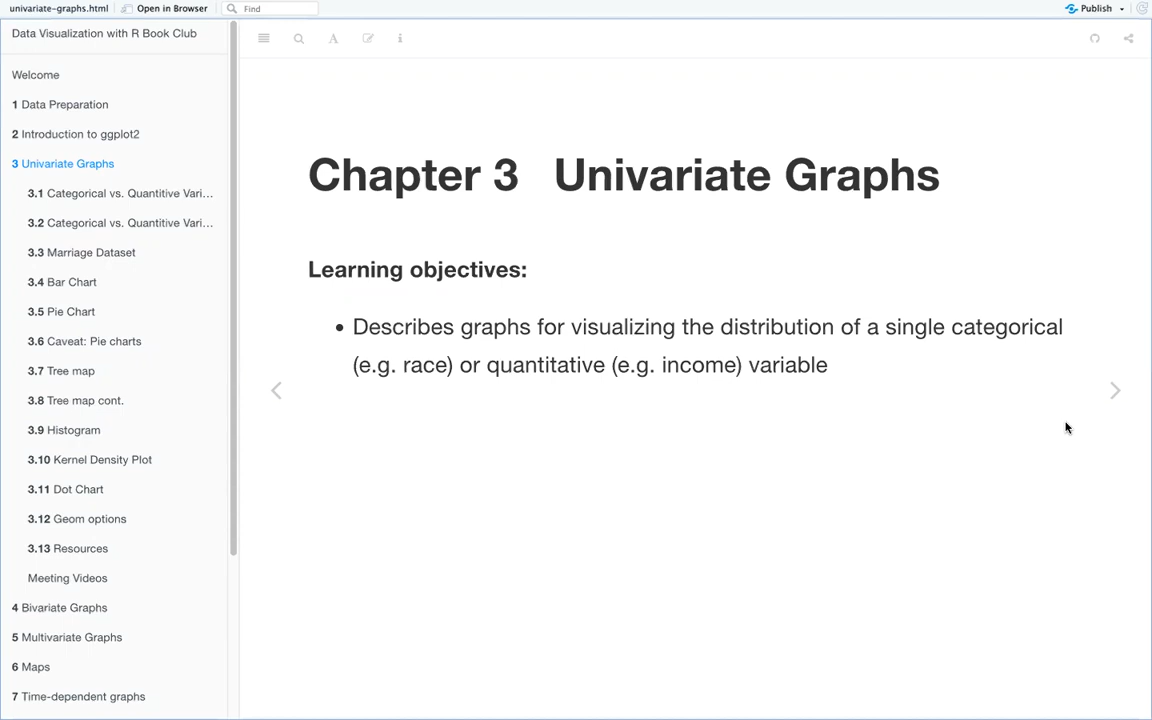 univariate-graphs.html
Open in Browser
Find
Publish
Data Visualization with R Book Club
Welcome
1 Data Preparation
2 Introduction to ggplot2
3 Univariate Graphs
3.1 Categorical vs. Quantitive Vari...
3.2 Categorical vs. Quantitive Vari...
3.3 Marriage Dataset
3.4 Bar Chart
3.5 Pie Chart
3.6 Caveat: Pie charts
3.7 Tree map
3.8 Tree map cont.
3.9 Histogram
3.10 Kernel Density Plot
3.11 Dot Chart
3.12 Geom options
3.13 Resources
Meeting Videos
4 Bivariate Graphs
5 Multivariate Graphs
6 Maps
7 Time-dependent graphs
Chapter 3 Univariate Graphs
Learning objectives:
• Describes graphs for visualizing the distribution of a single categorical
(e.g. race) or quantitative (e.g. income) variable